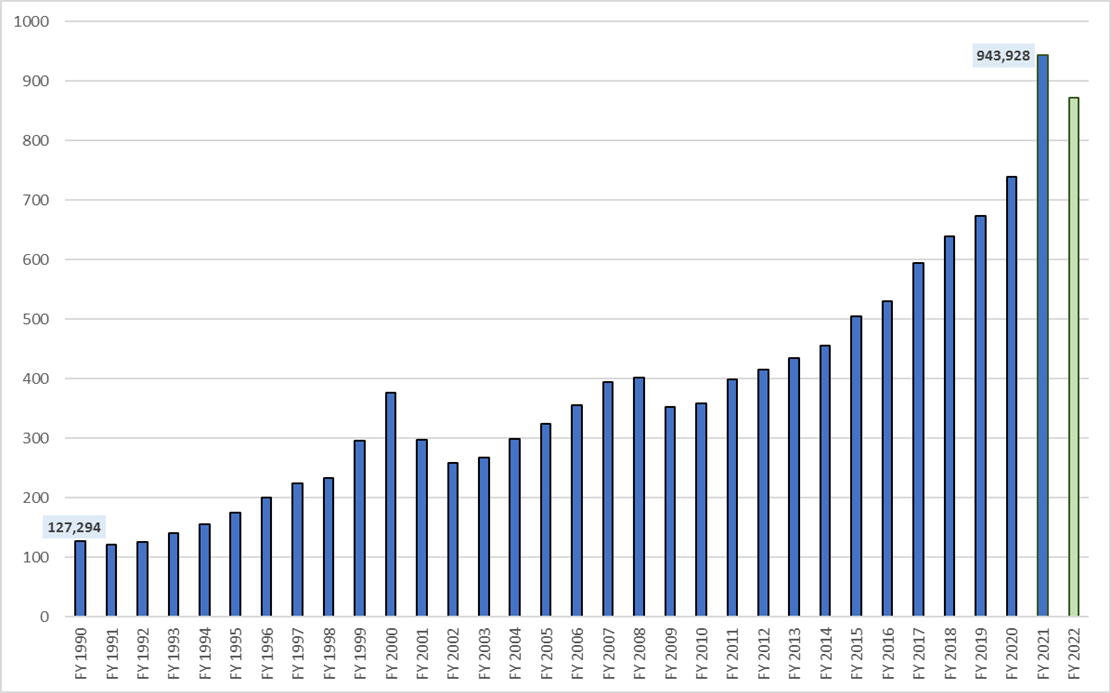 1000
900
800
700
600
500
400
300
200
100
0
127,294
943,928
FY 1990
FY 1991
FY 1992
FY 1993
FY 1994
FY 1995
FY 1996
FY 1997
FY 1998
FY 1999
FY 2000
FY 2001
FY 2002
FY 2003
FY 2004
FY 2005
FY 2006
FY 2007
FY 2008
FY 2009
FY 2010
FY 2011
FY 2012
FY 2013
FY 2014
FY 2015
FY 2016
FY 2017
FY 2018
FY 2019
FY 2020
FY 2021
FY 2022